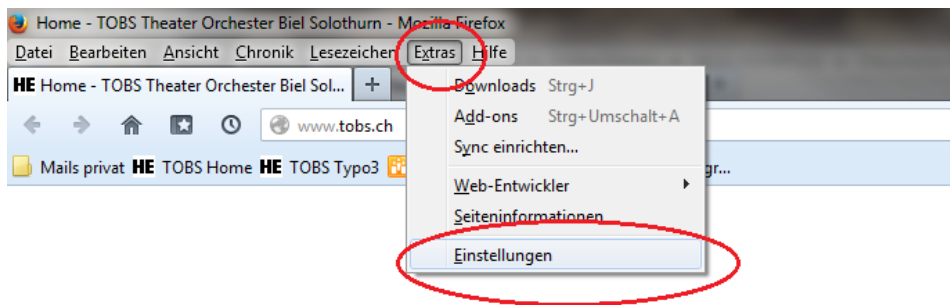 Home - TOBS Theater Orchester Biel Solothurn - Mozilla Firefox
Datei Bearbeiten Ansicht Chronik Lesezeichen Extras Hilfe
HE Home - TOBS Theater Orchester Biel Sol... +
www.tobs.ch
Mails privat HE TOBS Home HE TOBS Typo3
gr...
Downloads Strg+J
Add-ons Strg+Umschalt+A
Sync einrichten...
Web-Entwickler
Seiteninformationen
Einstellungen